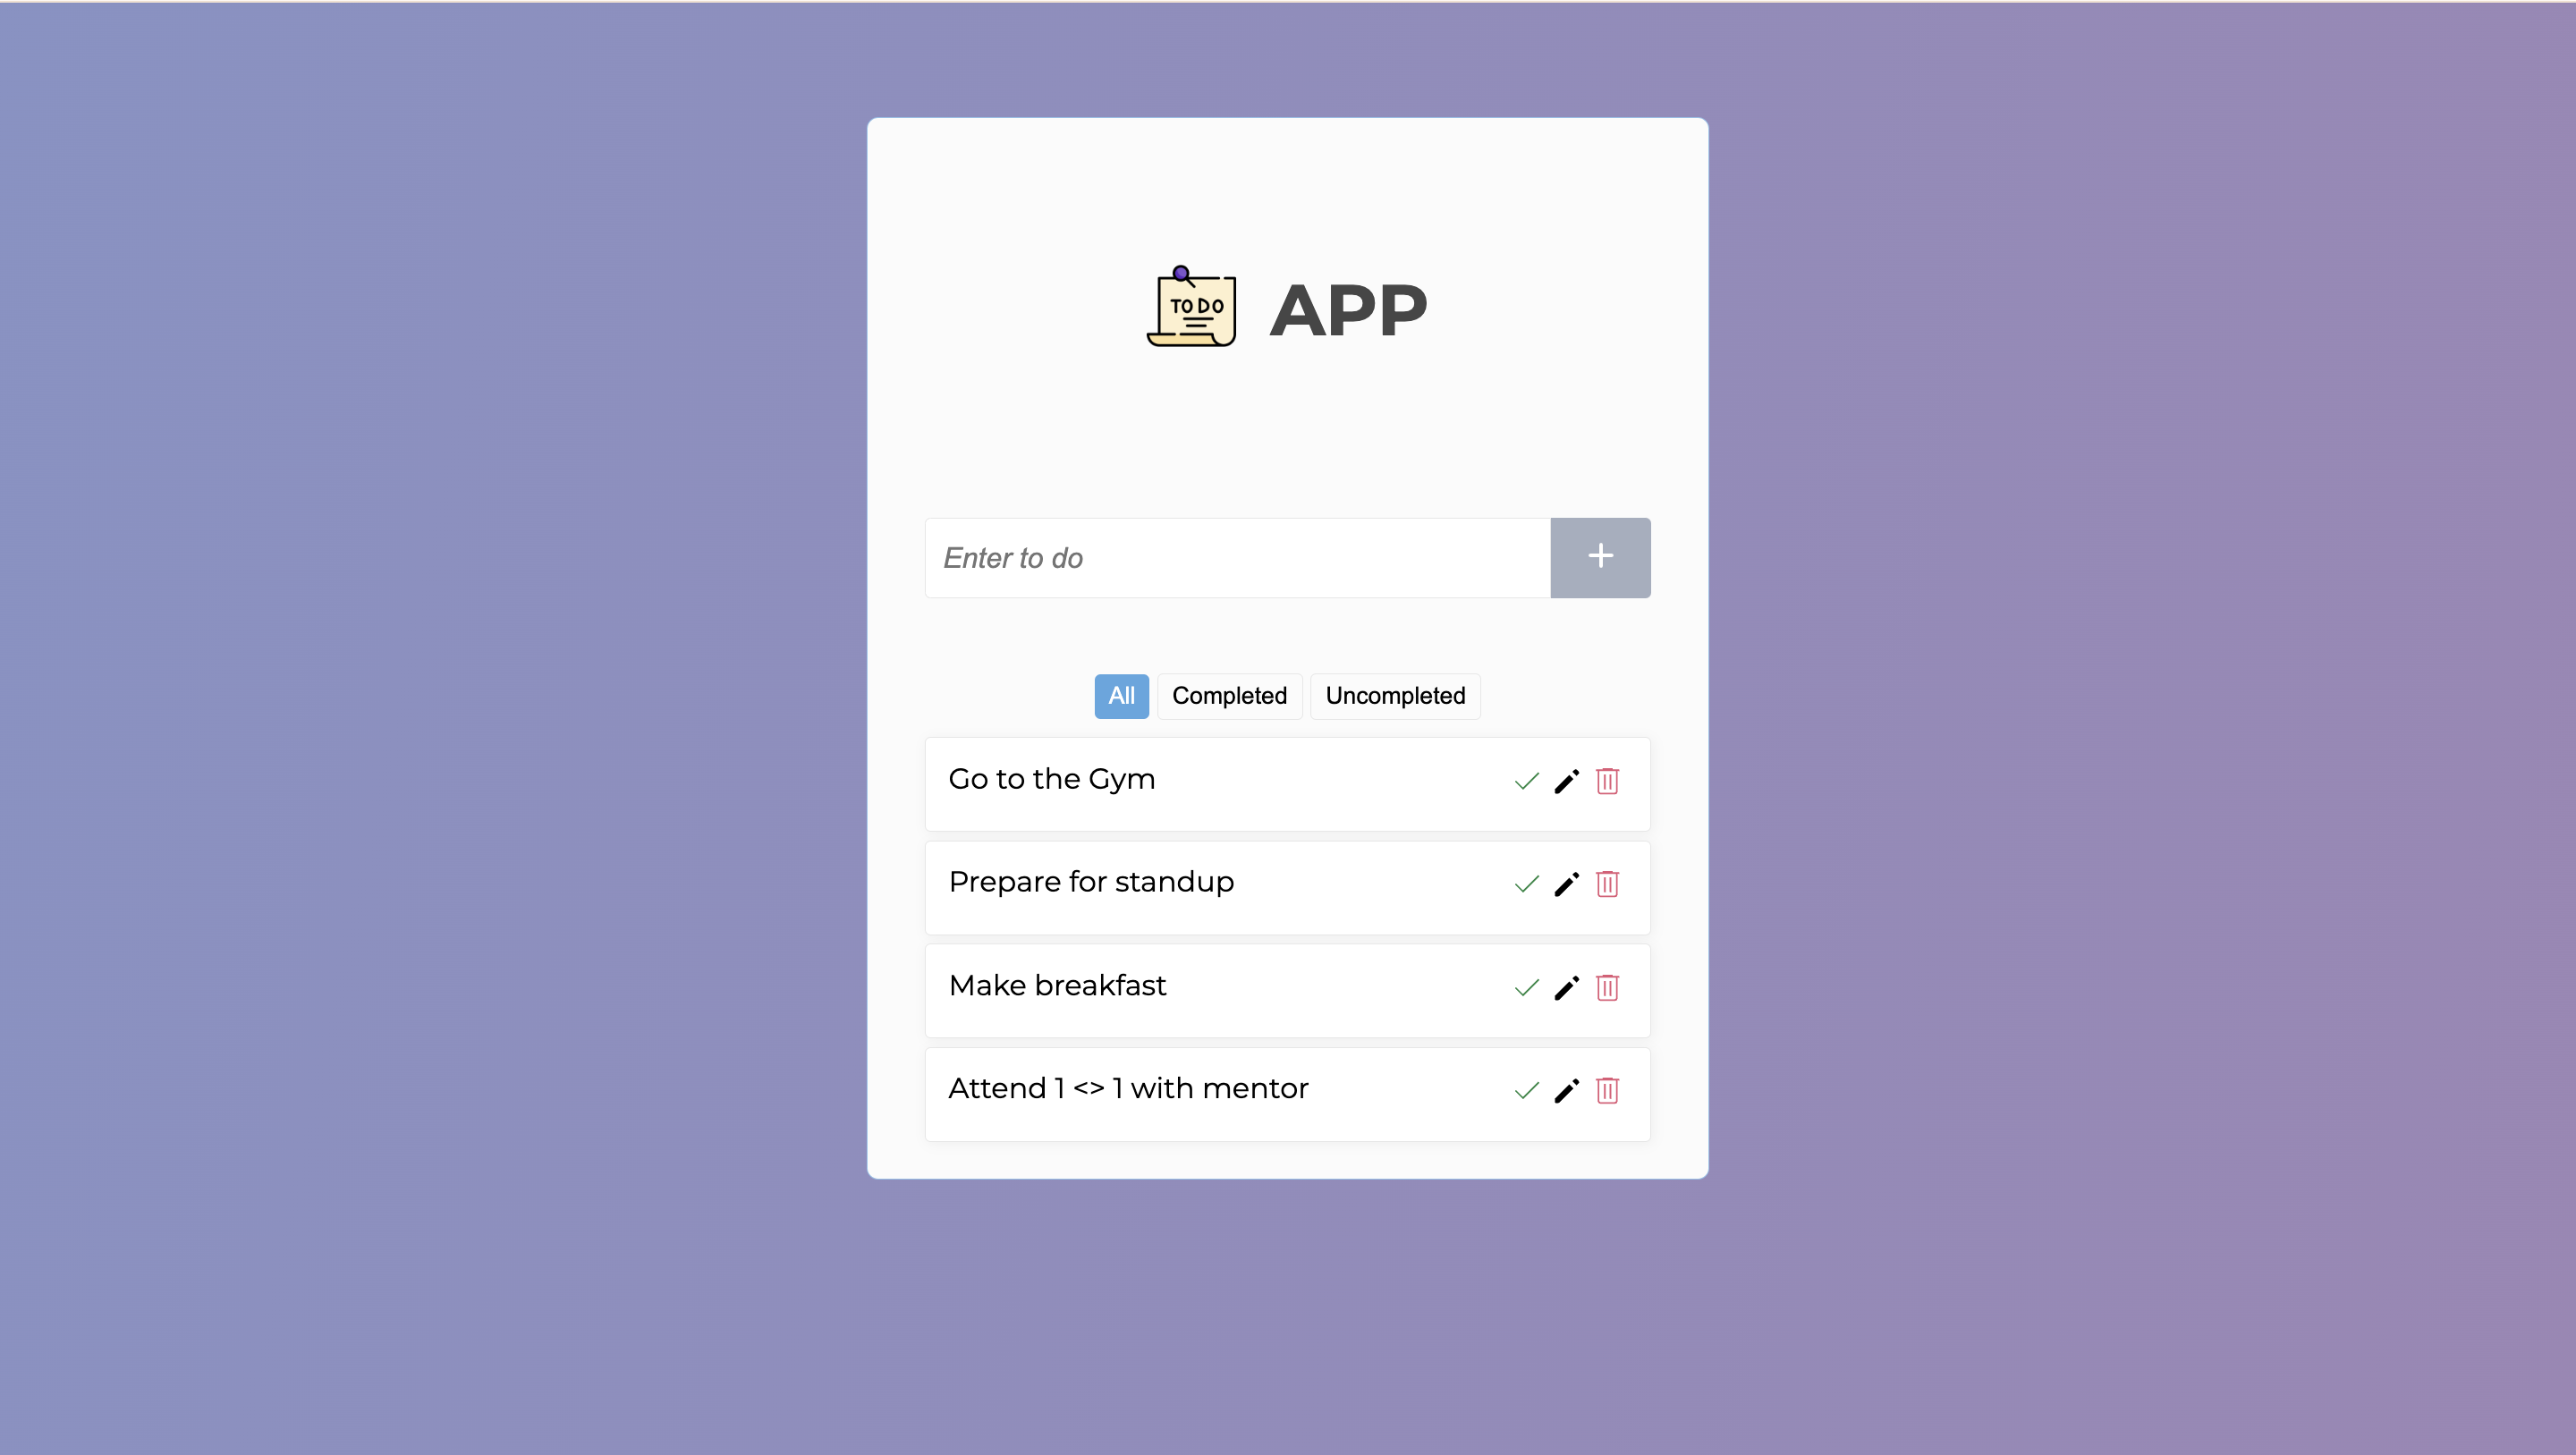 TO DO
APP
Enter to do
+
All Completed Uncompleted
Go to the Gym
Prepare for standup
Make breakfast
Attend 1 <> 1 with mentor